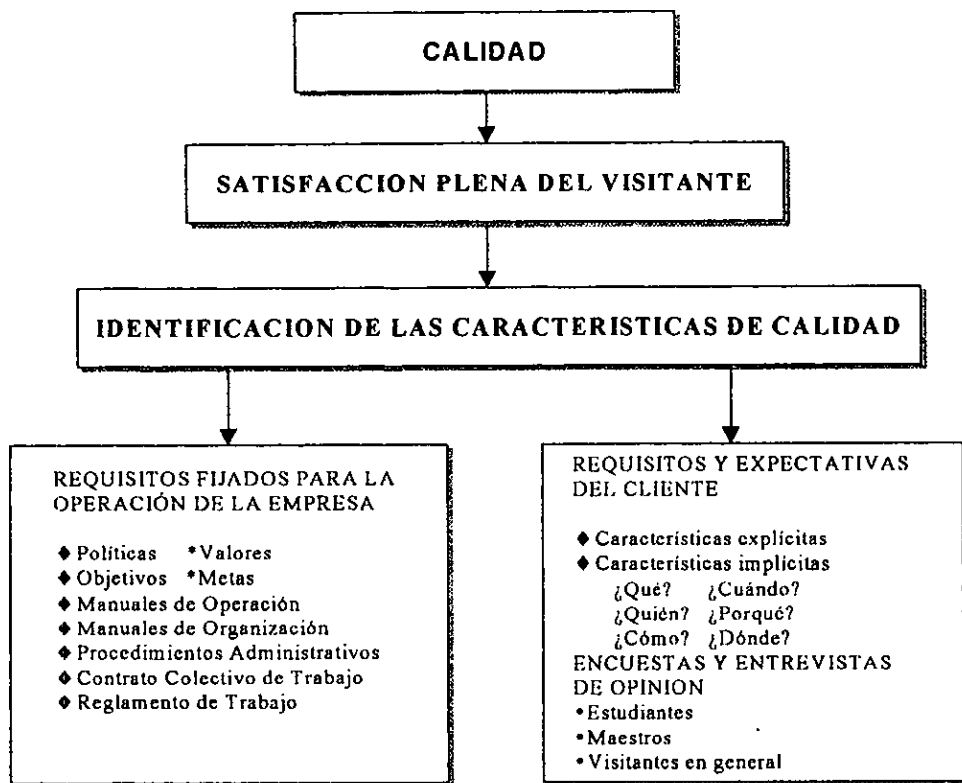 CALIDAD
SATISFACCION PLENA DEL VISITANTE
IDENTIFICACION DE LAS CARACTERISTICAS DE CALIDAD
REQUISITOS FIJADOS PARA LA
OPERACIÓN DE LA EMPRESA
◆ Políticas *Valores
◆ Objetivos *Metas
◆ Manuales de Operación
◆ Manuales de Organización
◆ Procedimientos Administrativos
◆ Contrato Colectivo de Trabajo
◆ Reglamento de Trabajo
REQUISITOS Y EXPECTATIVAS
DEL CLIENTE
◆ Características explícitas
◆ Características implícitas
¿Qué? ¿Cuándo?
¿Quién? ¿Porqué?
¿Cómo? ¿Dónde?
ENCUESTAS Y ENTREVISTAS
DE OPINION
• Estudiantes
• Maestros
• Visitantes en general